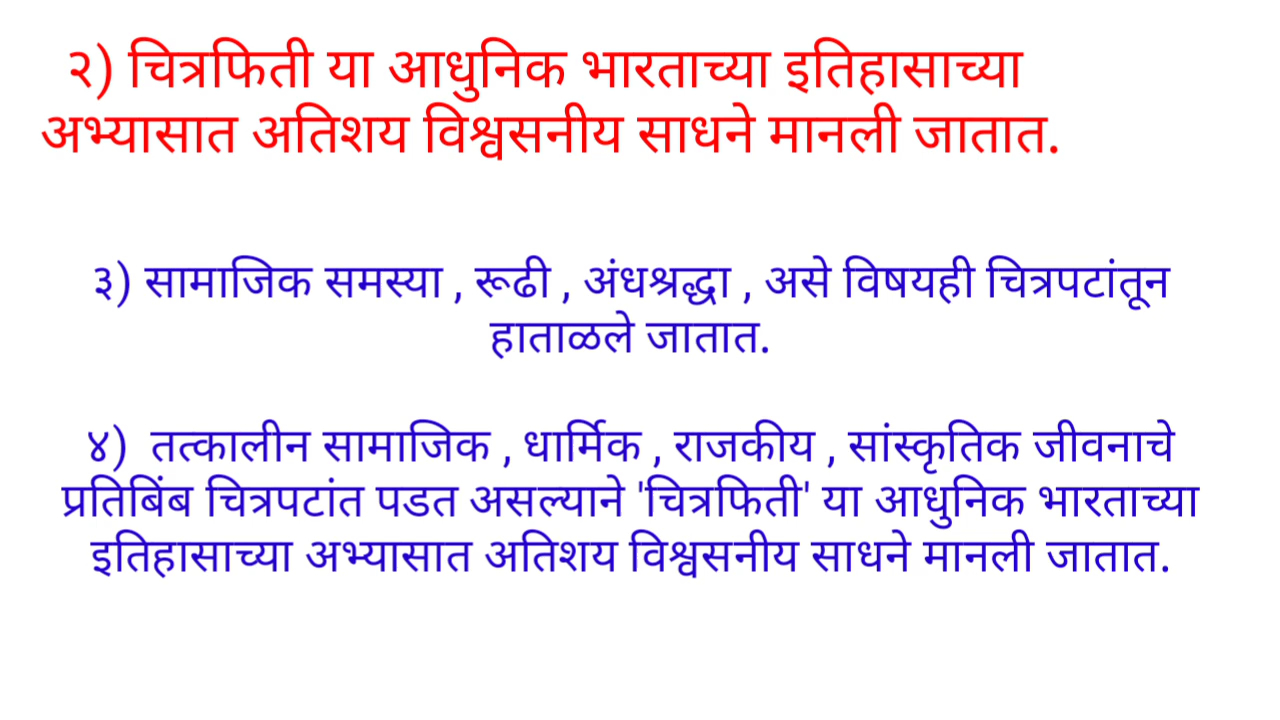 २) चित्रफिती या आधुनिक भारताच्या इतिहासाच्या
अभ्यासात अतिशय विश्वसनीय साधने मानली जातात.
३) सामाजिक समस्या , रूढी , अंधश्रद्धा , असे विषयही चित्रपटांतून
हाताळले जातात.
४)  तत्कालीन सामाजिक , धार्मिक , राजकीय , सांस्कृतिक जीवनाचे
प्रतिबिंब चित्रपटांत पडत असल्याने 'चित्रफिती' या आधुनिक भारताच्या
इतिहासाच्या अभ्यासात अतिशय विश्वसनीय साधने मानली जातात.